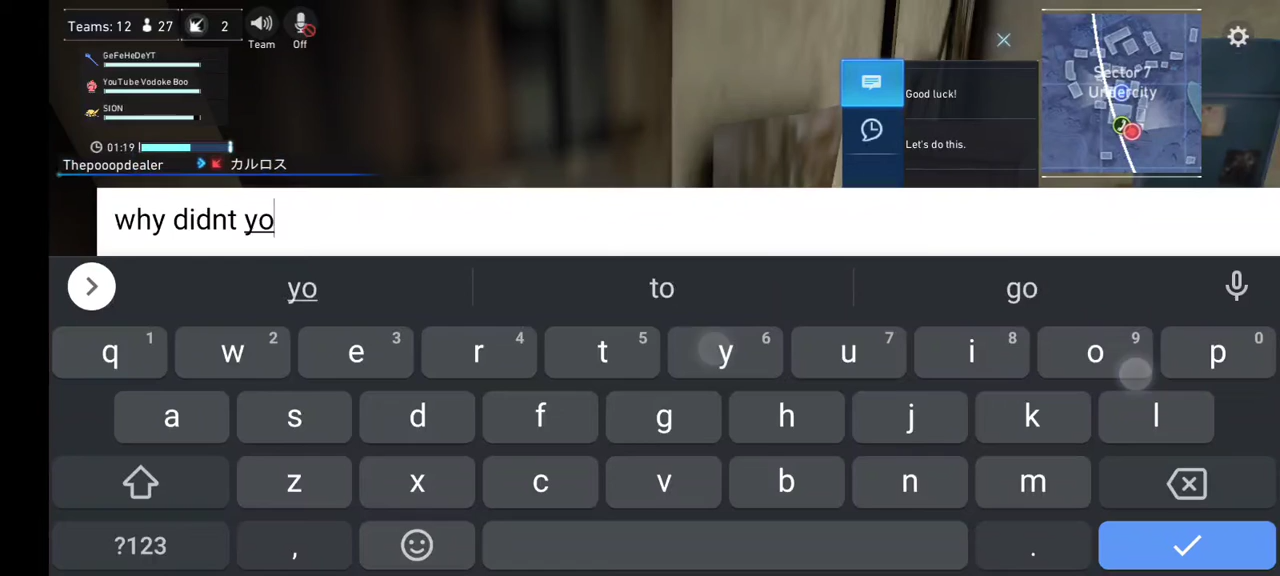 Teams: 12 27 2
Team Off
GeFeHeDeYT
YouTube Vodoke Boo
SION
01:19
Thepooopdealer カルロス
Good luck!
Let's do this.
Sector 7
Undercity
why didnt yo
yo to go
q 1 w 2 e 3 r 4 t 5 y 6 u 7 i 8 o 9 p 0
a s d f g h j k l
z x c v b n m
?123 , .